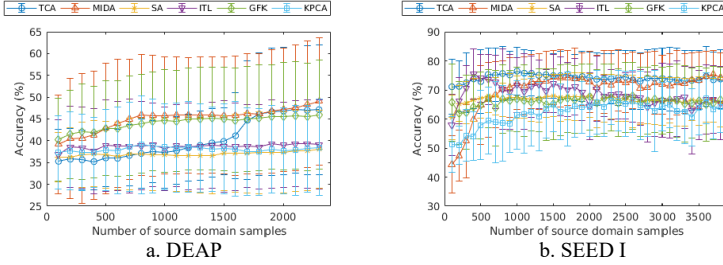 TCA MIDA SA ITL GFK KPCA
65
60
55
50
45
40
35
30
25
Accuracy (%)
0 500 1000 1500 2000
Number of source domain samples
a. DEAP
TCA MIDA SA ITL GFK KPCA
90
80
70
60
50
40
30
Accuracy (%)
0 500 1000 1500 2000 2500 3000 3500
Number of source domain samples
b. SEED I